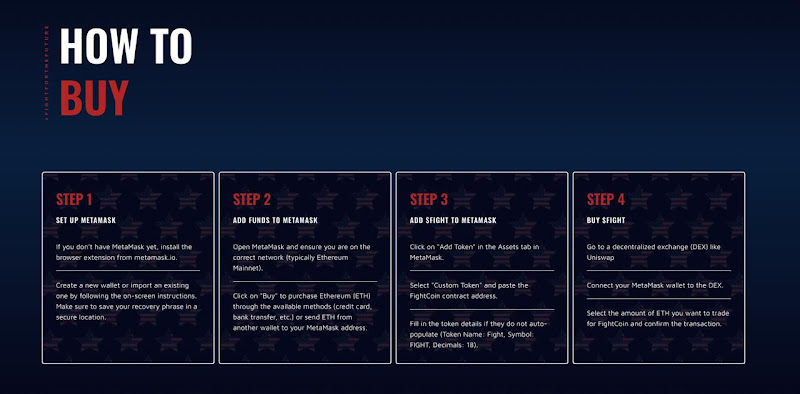 #FIGHTFORTHEFUTURE
HOW TO
BUY
STEP 1
SET UP METAMASK
If you don't have MetaMask yet, install the
browser extension from metamask.io.
Create a new wallet or import an existing
one by following the on-screen instructions.
Make sure to save your recovery phrase in a
secure location.
STEP 2
ADD FUNDS TO METAMASK
Open MetaMask and ensure you are on the
correct network (typically Ethereum
Mainnet).
Click on "Buy" to purchase Ethereum (ETH)
through the available methods (credit card,
bank transfer, etc.) or send ETH from
another wallet to your MetaMask address.
STEP 3
ADD $FIGHT TO METAMASK
Click on "Add Token" in the Assets tab in
MetaMask.
Select "Custom Token" and paste the
FightCoin contract address.
Fill in the token details if they do not auto-
populate (Token Name: Fight, Symbol:
FIGHT, Decimals: 18).
STEP 4
BUY $FIGHT
Go to a decentralized exchange (DEX) like
Uniswap
Connect your MetaMask wallet to the DEX.
Select the amount of ETH you want to trade
for FightCoin and confirm the transaction.